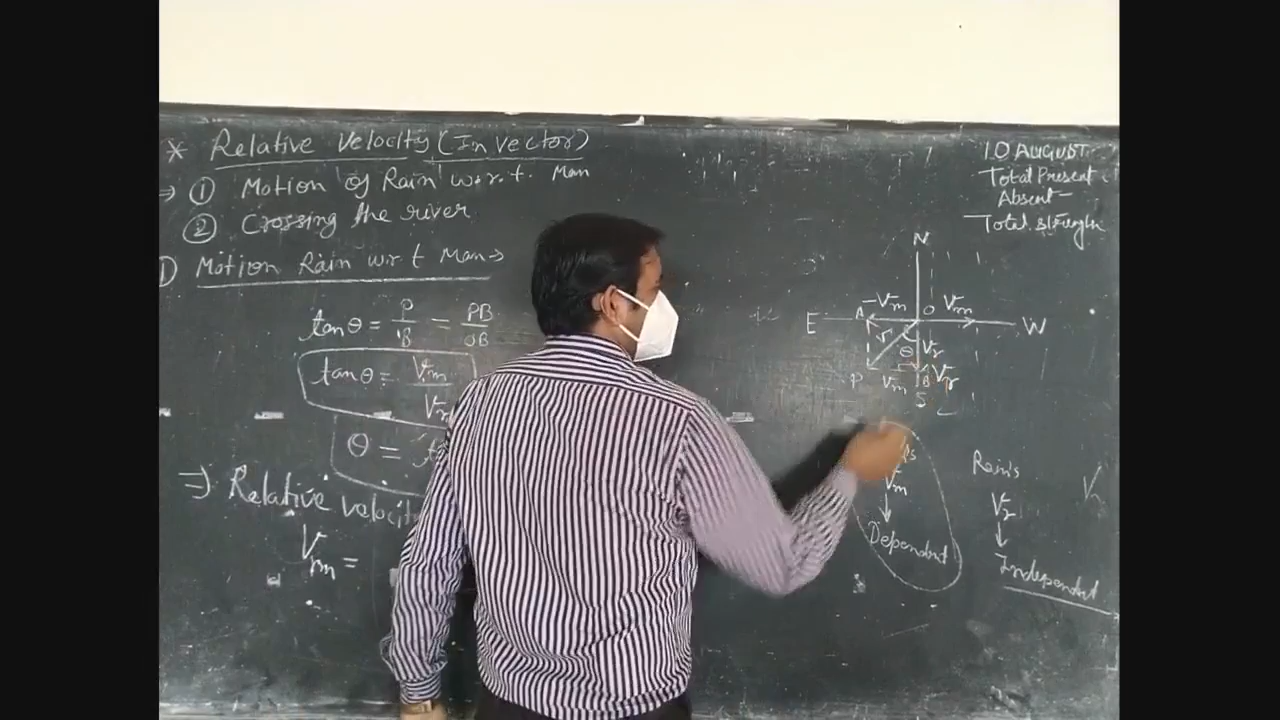 * Relative Velocity (In vector)
→ ① Motion of Rain w.r.t. Man
② Crossing the river
① Motion Rain w r t Man →
tanθ = P/B = PB/OB
tanθ = Vm/Vr
θ =
⇒ Relative velocity
Vrm =
10 AUGUST
Total Present
Absent -
Total strength
N
-Vm O Vm
E A W
θ Vr
P Vm B Vr
S
Vm
↓
Dependent
Rain's
Vr
↓
Independent